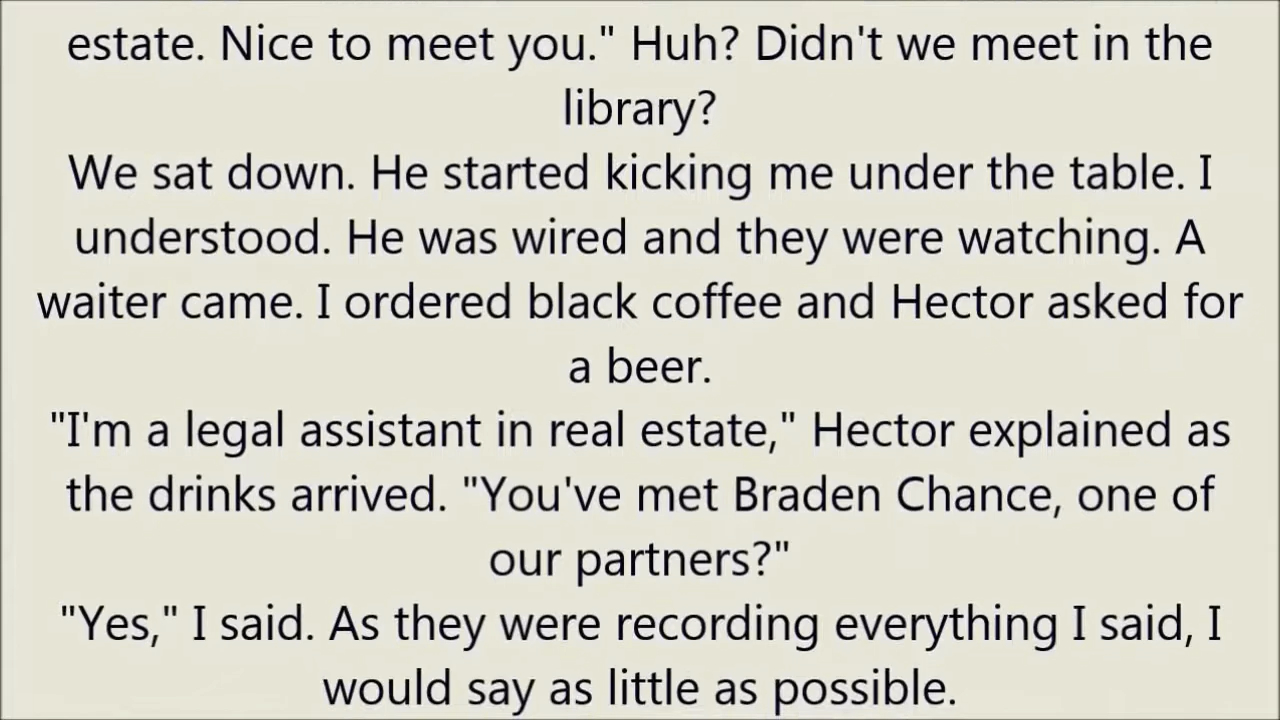 estate. Nice to meet you." Huh? Didn't we meet in the
library?
We sat down. He started kicking me under the table. I
understood. He was wired and they were watching. A
waiter came. I ordered black coffee and Hector asked for
a beer.
"I'm a legal assistant in real estate," Hector explained as
the drinks arrived. "You've met Braden Chance, one of
our partners?"
"Yes," I said. As they were recording everything I said, I
would say as little as possible.